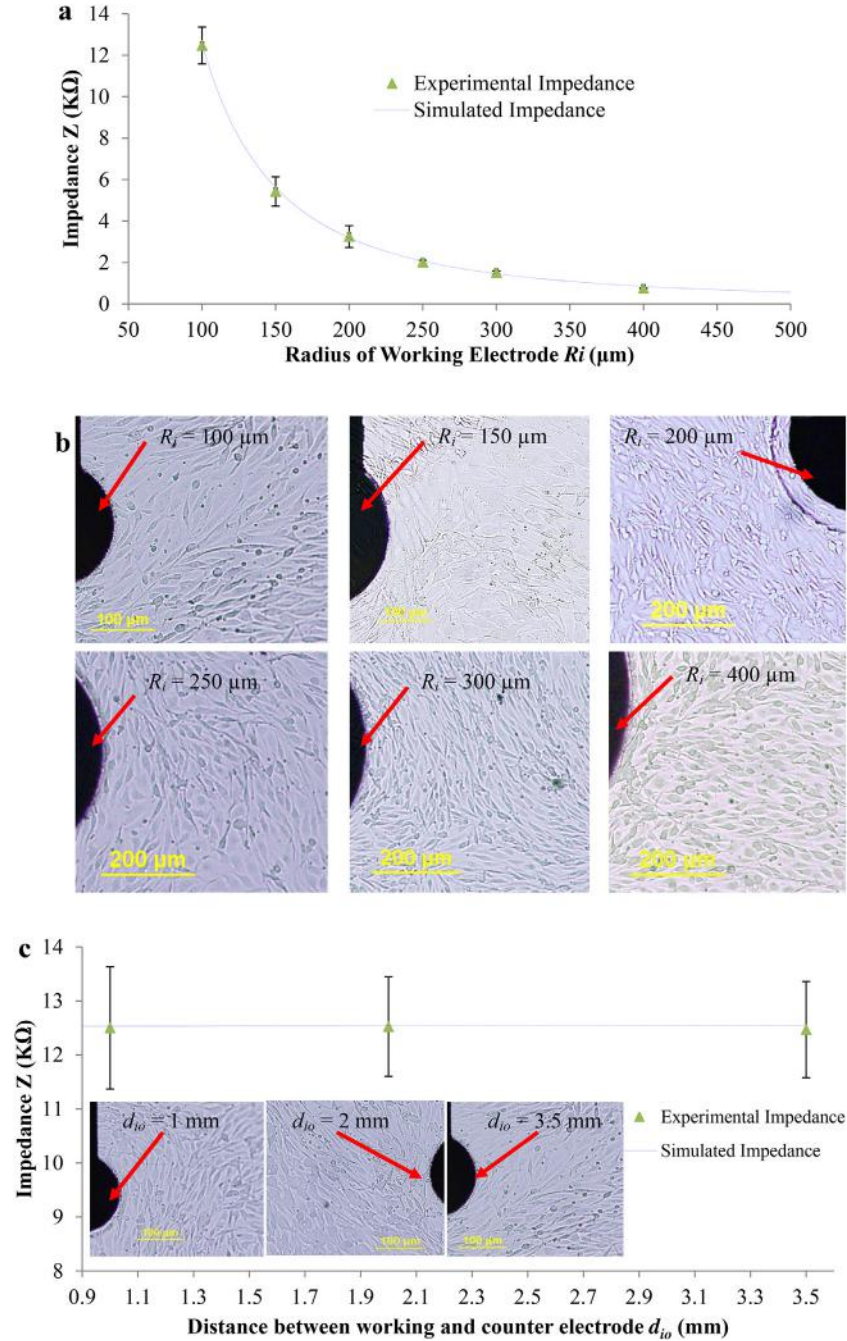 a
14
12
10
8
6
4
2
0
Impedance Z (KΩ)
Experimental Impedance
Simulated Impedance
50 100 150 200 250 300 350 400 450 500
Radius of Working Electrode Ri (µm)
b
Ri = 100 µm
Ri = 150 µm
Ri = 200 µm
100 µm
100 µm
200 µm
Ri = 250 µm
Ri = 300 µm
Ri = 400 µm
200 µm
200 µm
200 µm
c
14
13
12
11
10
9
8
Impedance Z (KΩ)
dio = 1 mm
dio = 2 mm
dio = 3.5 mm
100 µm
100 µm
100 µm
Experimental Impedance
Simulated Impedance
0.9 1.1 1.3 1.5 1.7 1.9 2.1 2.3 2.5 2.7 2.9 3.1 3.3 3.5
Distance between working and counter electrode dio (mm)